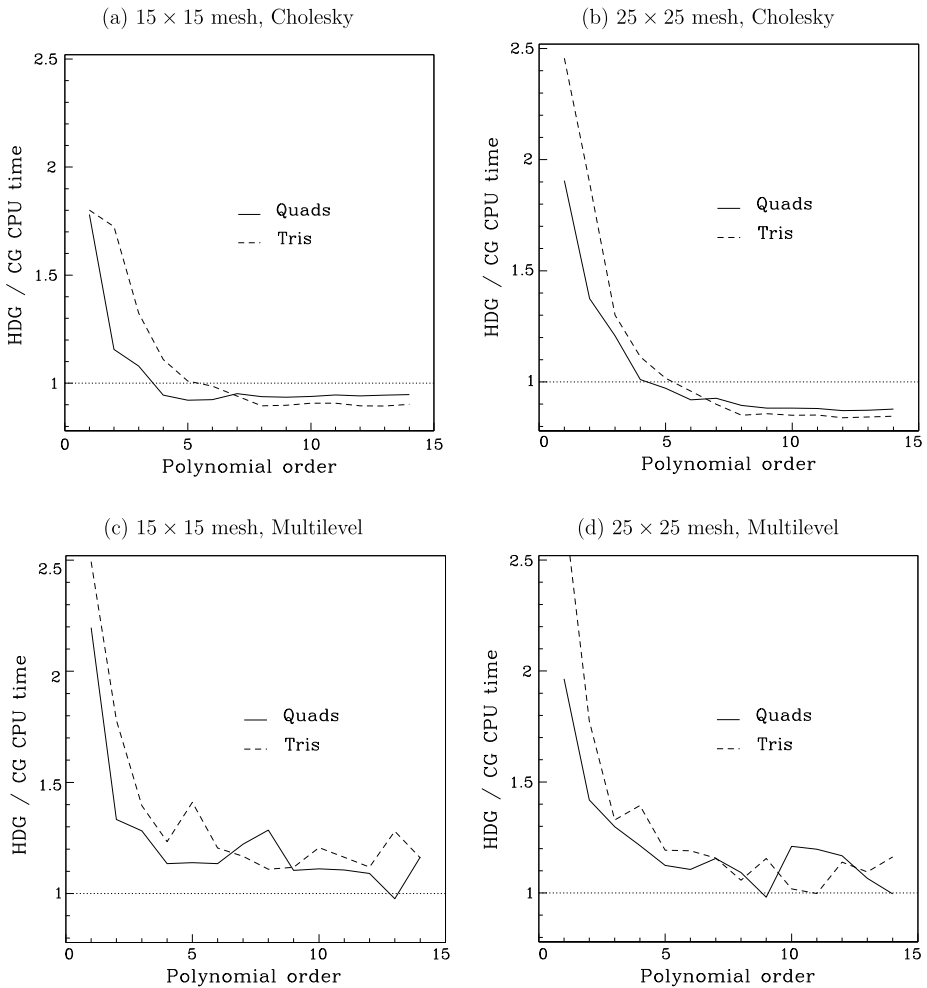 (a) 15 × 15 mesh, Cholesky
2.5
2
1.5
1
HDG / CG CPU time
Quads
Tris
0 5 10 15
Polynomial order
(b) 25 × 25 mesh, Cholesky
2.5
2
1.5
1
HDG / CG CPU time
Quads
Tris
0 5 10 15
Polynomial order
(c) 15 × 15 mesh, Multilevel
2.5
2
1.5
1
HDG / CG CPU time
Quads
Tris
0 5 10 15
Polynomial order
(d) 25 × 25 mesh, Multilevel
2.5
2
1.5
1
HDG / CG CPU time
Quads
Tris
0 5 10 15
Polynomial order